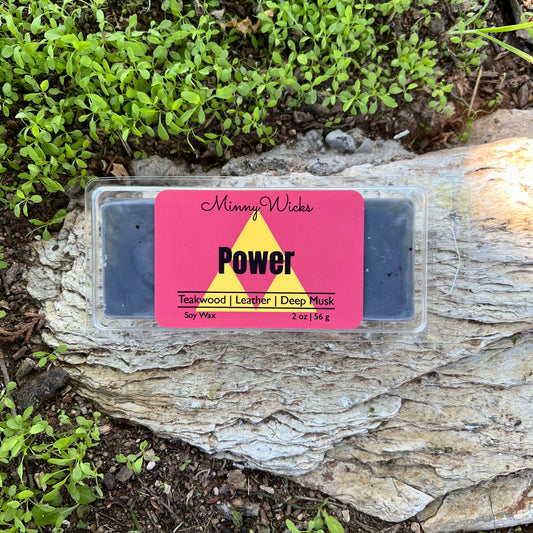 MinnyWicks
Power
Teakwood | Leather | Deep Musk
Soy Wax 2 oz | 56 g